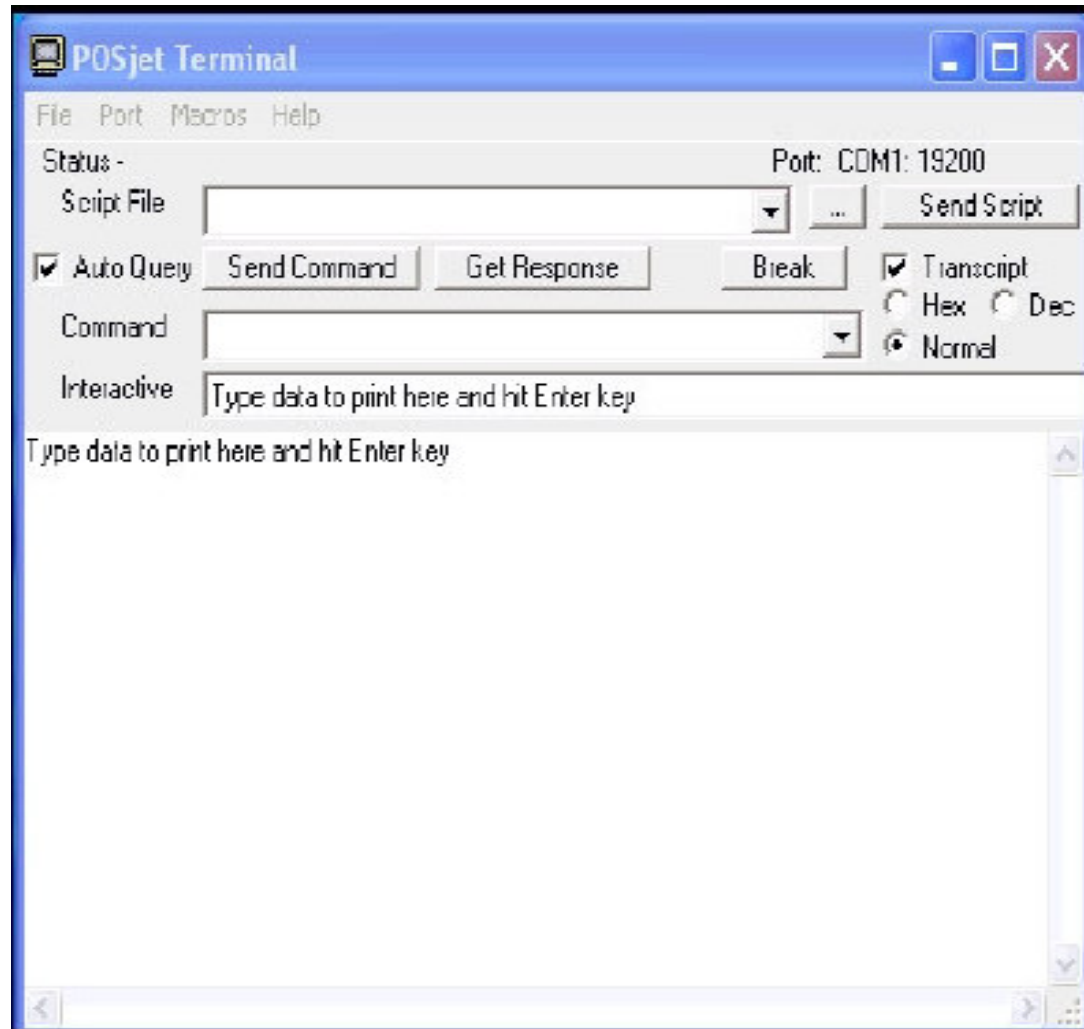 POSjet Terminal
File Port Macros Help
Status - Port: COM1: 19200
Script File ... Send Script
Auto Query Send Command Get Response Break Transcript
Hex Dec
Command
Normal
Interactive Type data to print here and hit Enter key
Type data to print here and hit Enter key